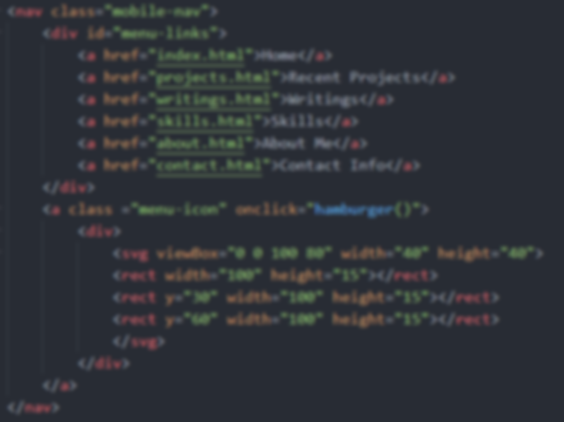 <nav class="mobile-nav">
<div id="menu-links">
<a href="index.html">Home</a>
<a href="projects.html">Recent Projects</a>
<a href="writings.html">Writings</a>
<a href="skills.html">Skills</a>
<a href="about.html">About Me</a>
<a href="contact.html">Contact Info</a>
</div>
<a class ="menu-icon" onclick="hamburger()">
<div>
<svg viewBox="0 0 100 80" width="40" height="40">
<rect width="100" height="15"></rect>
<rect y="30" width="100" height="15"></rect>
<rect y="60" width="100" height="15"></rect>
</svg>
</div>
</a>
</nav>